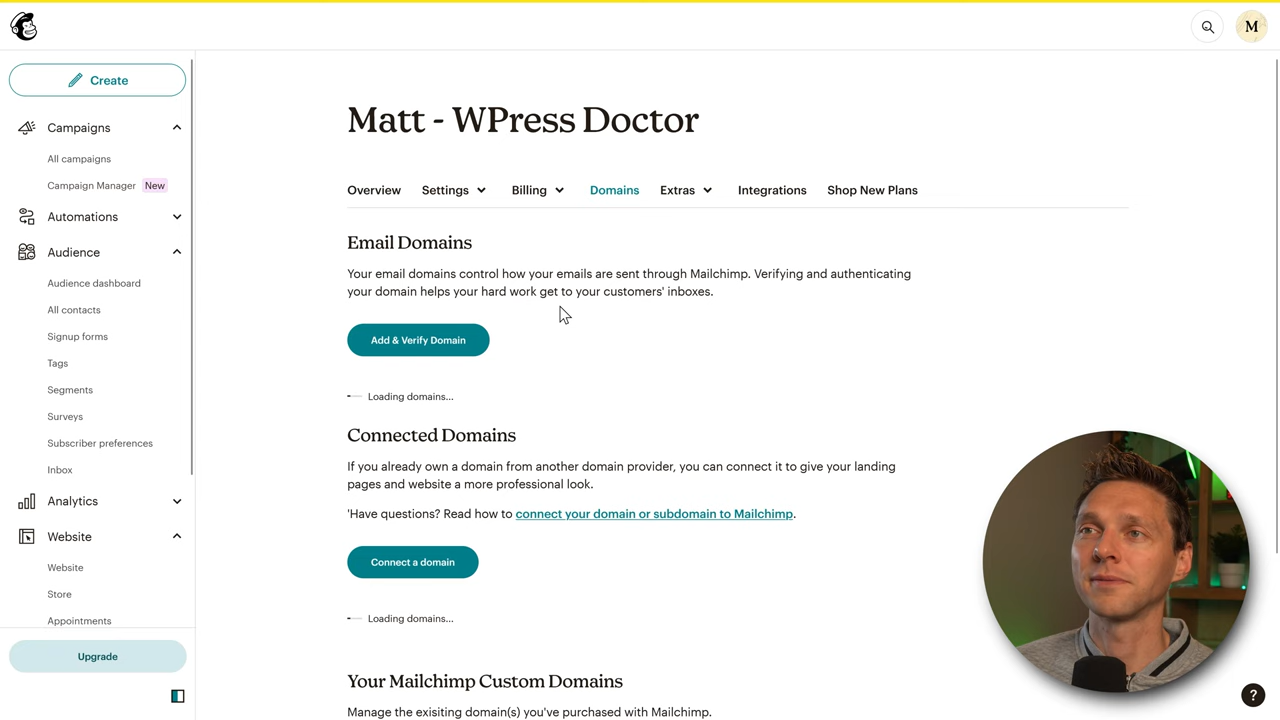 M
Create
Campaigns
All campaigns
Campaign Manager New
Automations
Audience
Audience dashboard
All contacts
Signup forms
Tags
Segments
Surveys
Subscriber preferences
Inbox
Analytics
Website
Website
Store
Appointments
Upgrade
Matt - WPress Doctor
Overview Settings Billing Domains Extras Integrations Shop New Plans
Email Domains
Your email domains control how your emails are sent through Mailchimp. Verifying and authenticating
your domain helps your hard work get to your customers' inboxes.
Add & Verify Domain
Loading domains...
Connected Domains
If you already own a domain from another domain provider, you can connect it to give your landing
pages and website a more professional look.
'Have questions? Read how to connect your domain or subdomain to Mailchimp.
Connect a domain
Loading domains...
Your Mailchimp Custom Domains
Manage the exisiting domain(s) you've purchased with Mailchimp.
?